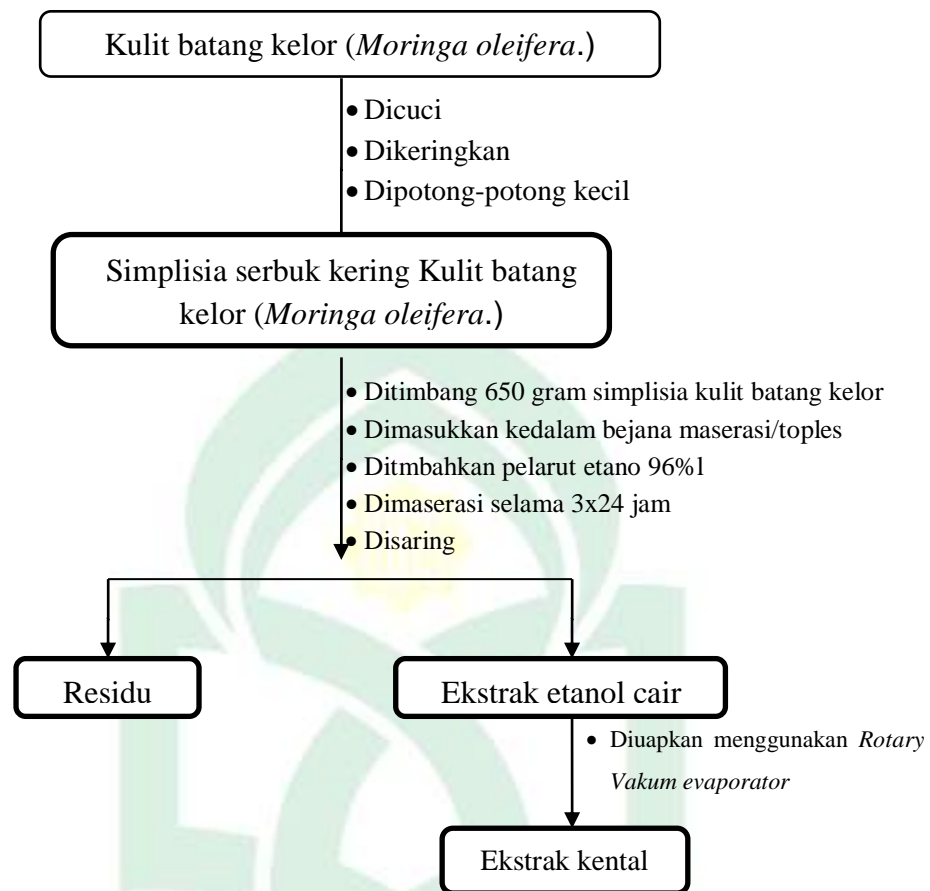 Kulit batang kelor (Moringa oleifera.)
• Dicuci
• Dikeringkan
• Dipotong-potong kecil
Simplisia serbuk kering Kulit batang
kelor (Moringa oleifera.)
• Ditimbang 650 gram simplisia kulit batang kelor
• Dimasukkan kedalam bejana maserasi/toples
• Ditmbahkan pelarut etano 96%l
• Dimaserasi selama 3x24 jam
• Disaring
Residu
Ekstrak etanol cair
• Diuapkan menggunakan Rotary
Vakum evaporator
Ekstrak kental